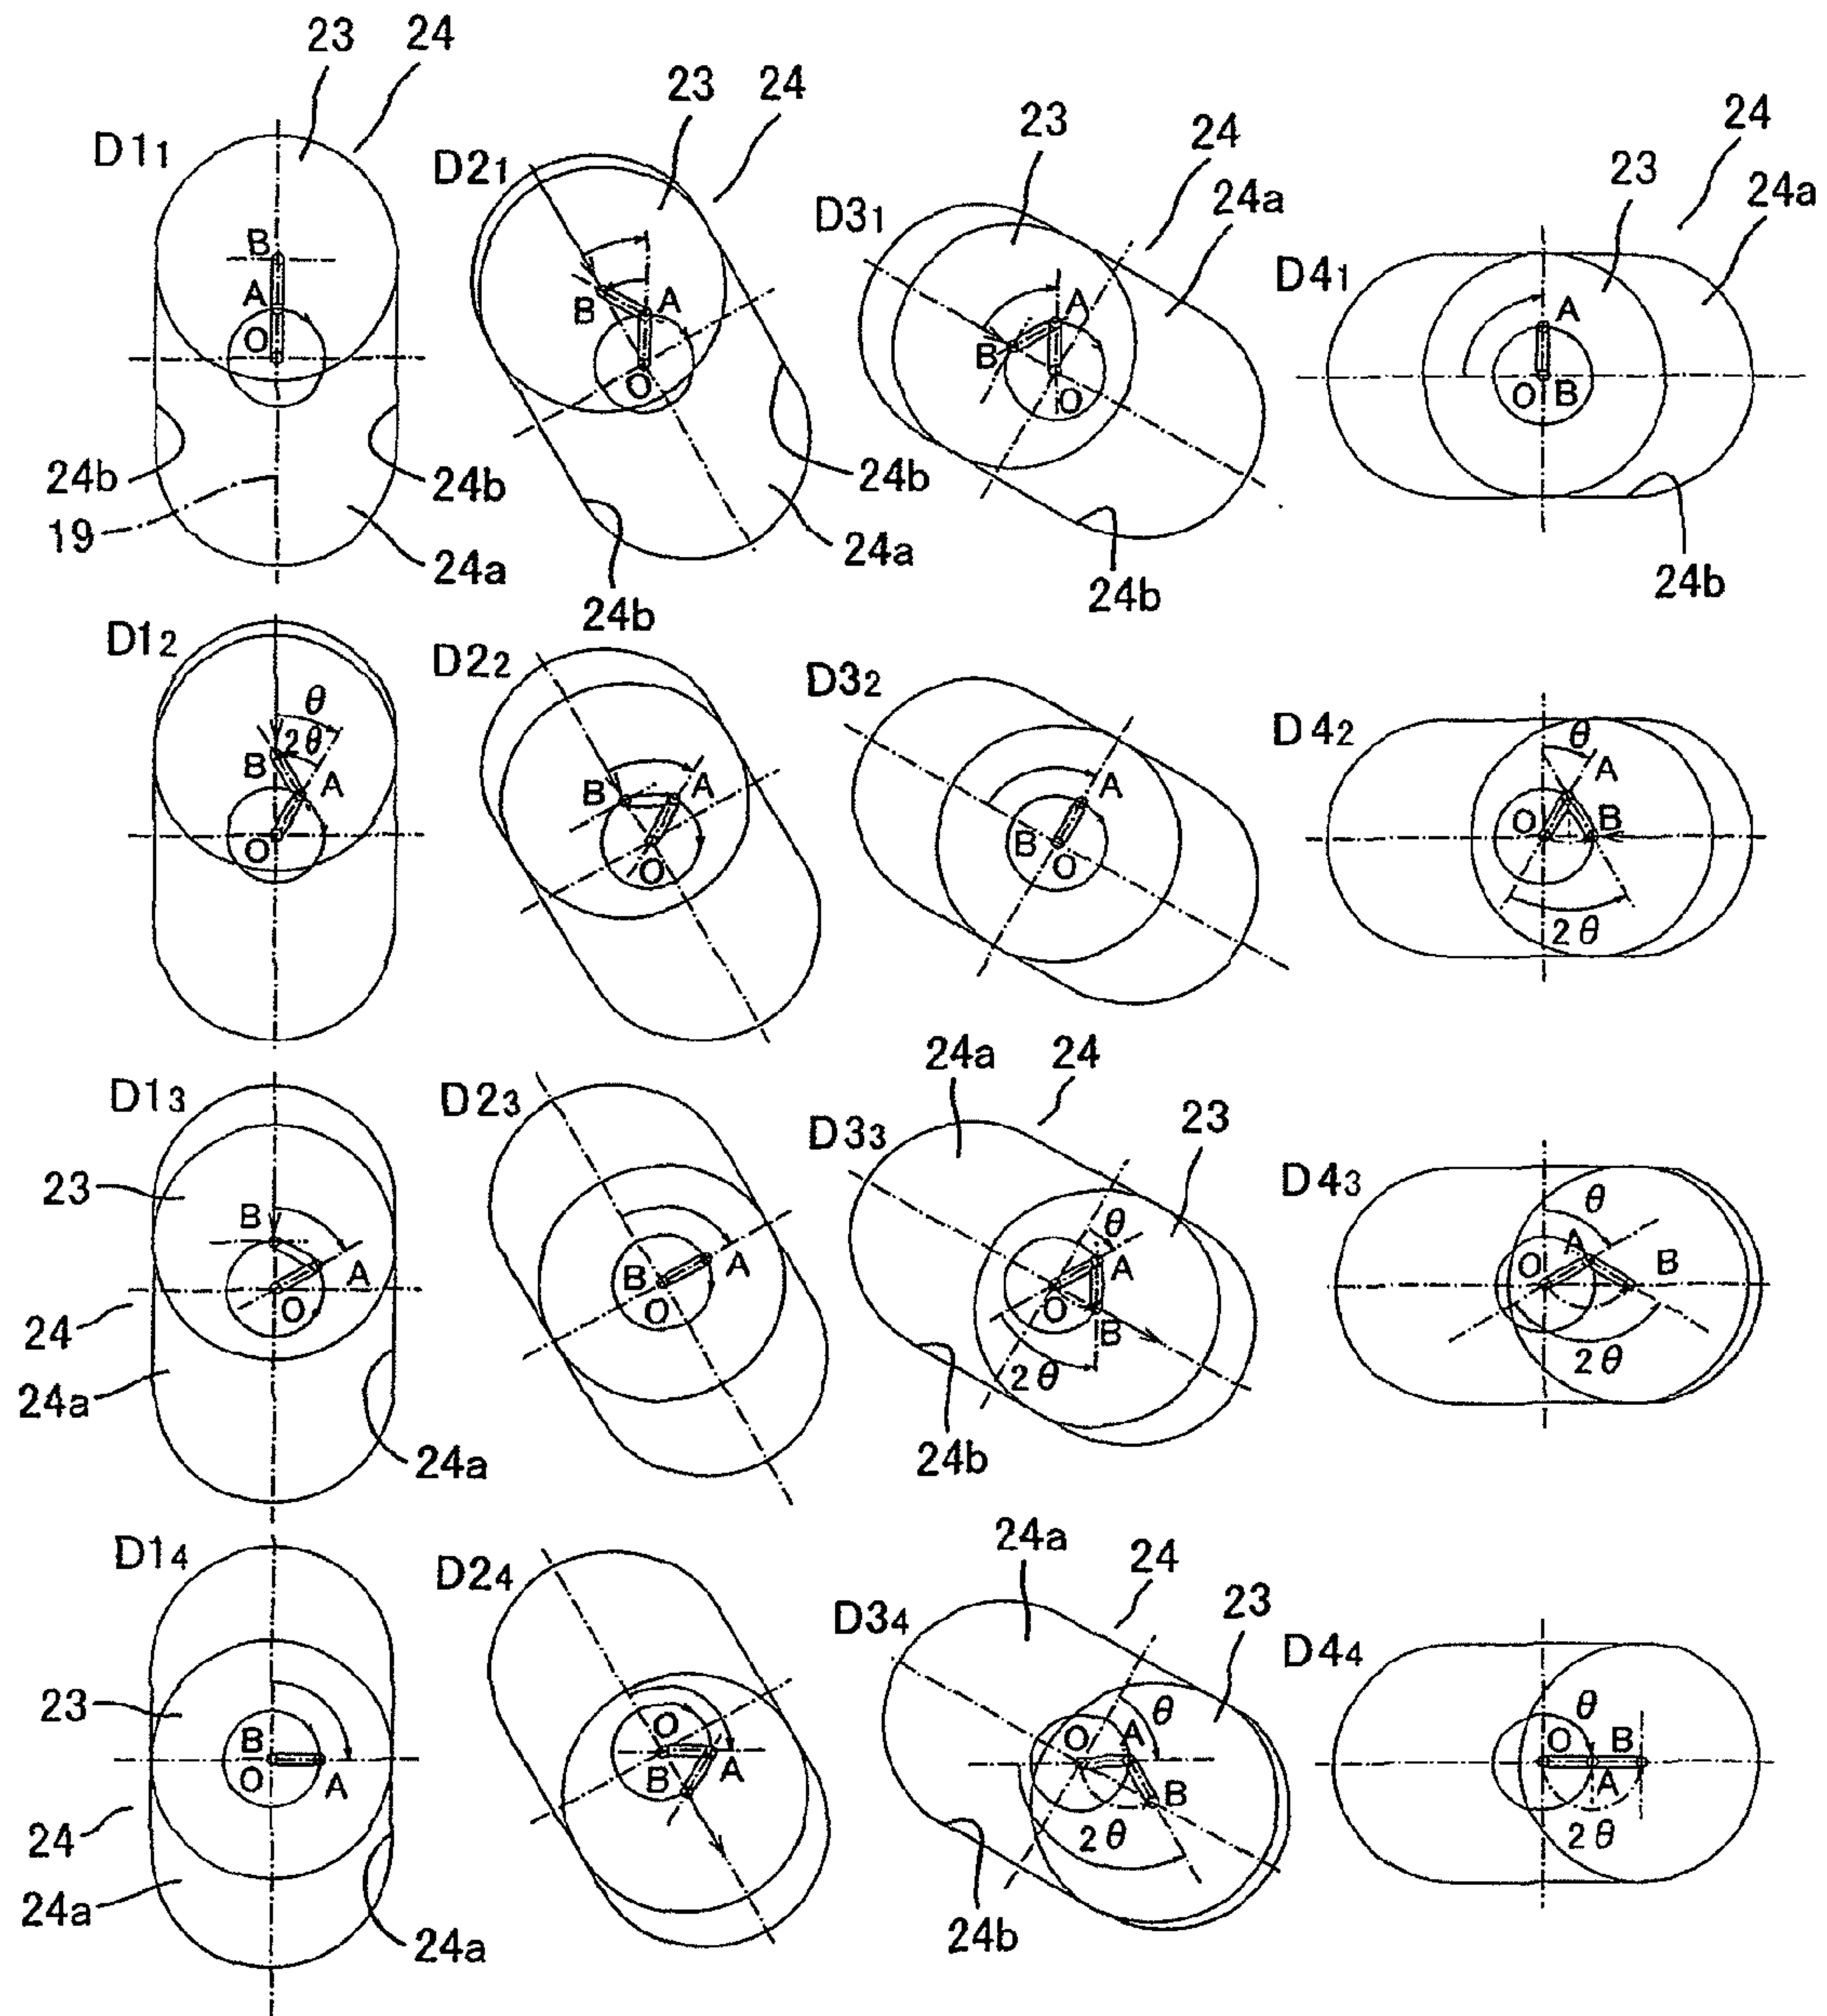 D1₁ 23 24
B
A
O
24b 24b
19
24a
D2₁ 23 24
B A
O
24b
24a
24b
D3₁ 23 24
24a
A
B
O
24b
D4₁ 23 24
24a
A
O B
24b
D1₂
θ
2θ
B A
O
D2₂
B A
O
D3₂
A
B O
D4₂
θ
A
O B
2θ
D1₃
23
B
A
O
24
24a
24a
D2₃
B A
O
D3₃
24a 24
23
θ
A
O
B
2θ
24b
D4₃
θ
A
O B
2θ
D1₄
23
B
O A
24
24a
24a
D2₄
O
B A
D3₄
24a 24
23
θ
O A
B
2θ
24b
D4₄
θ
O B
A
2θ